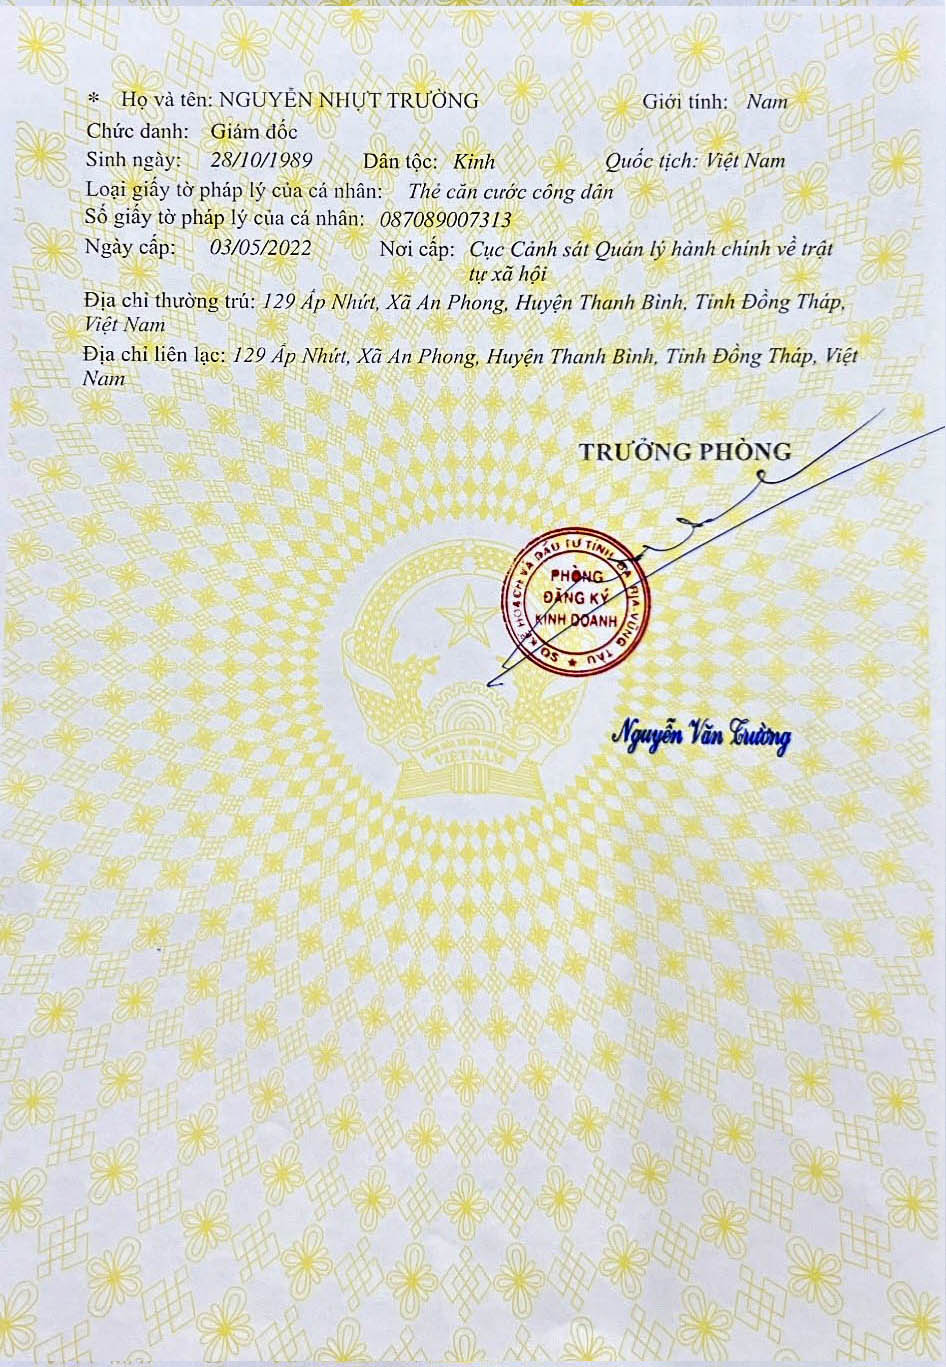 * Họ và tên: NGUYỄN NHỰT TRƯỜNG Giới tính: Nam
Chức danh: Giám đốc
Sinh ngày: 28/10/1989 Dân tộc: Kinh Quốc tịch: Việt Nam
Loại giấy tờ pháp lý của cá nhân: Thẻ căn cước công dân
Số giấy tờ pháp lý của cá nhân: 087089007313
Ngày cấp: 03/05/2022 Nơi cấp: Cục Cảnh sát Quản lý hành chính về trật
tự xã hội
Địa chỉ thường trú: 129 Ấp Nhứt, Xã An Phong, Huyện Thanh Bình, Tỉnh Đồng Tháp,
Việt Nam
Địa chỉ liên lạc: 129 Ấp Nhứt, Xã An Phong, Huyện Thanh Bình, Tỉnh Đồng Tháp, Việt
Nam
TRƯỞNG PHÒNG
SỞ KẾ HOẠCH VÀ ĐẦU TƯ TỈNH BÀ RỊA VŨNG TÀU
PHÒNG
ĐĂNG KÝ
KINH DOANH
Nguyễn Văn Trường
VIỆT NAM